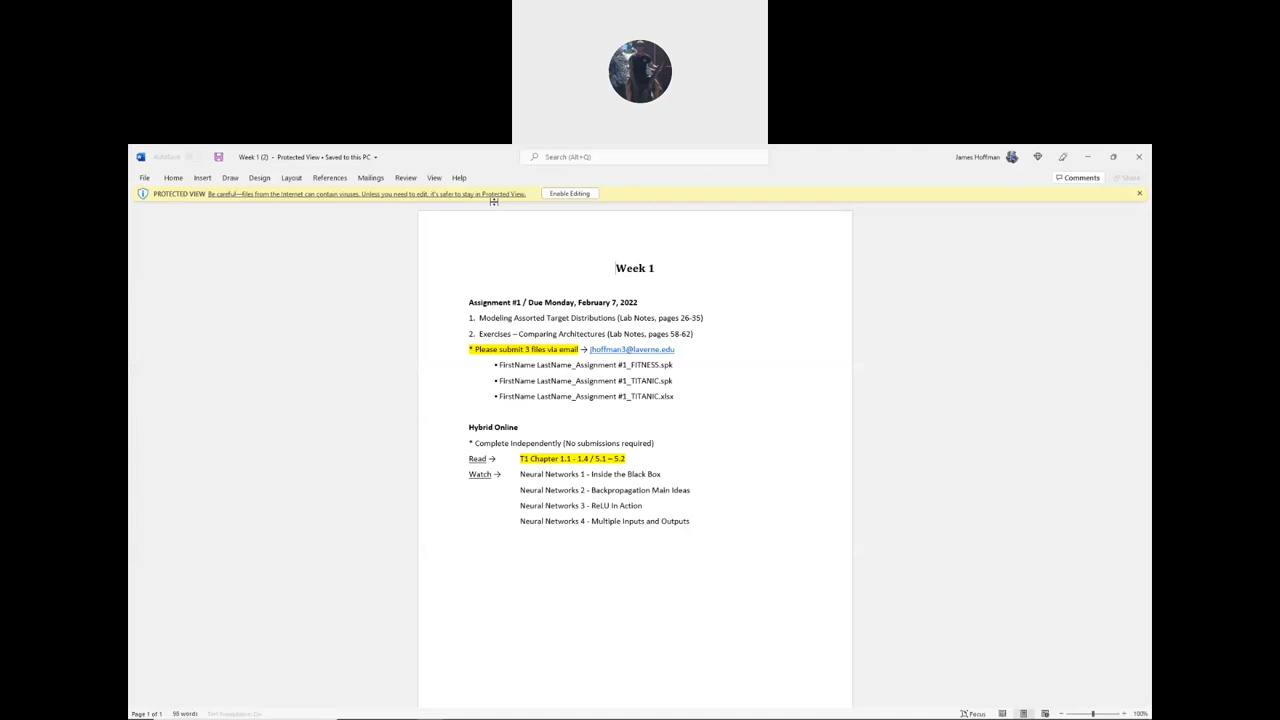 AutoSave
Week 1 (2) - Protected View • Saved to this PC
Search (Alt+Q)
James Hoffman
File Home Insert Draw Design Layout References Mailings Review View Help
Comments
Share
PROTECTED VIEW Be careful—files from the Internet can contain viruses. Unless you need to edit, it's safer to stay in Protected View.
Enable Editing
Week 1
Assignment #1 / Due Monday, February 7, 2022
1. Modeling Assorted Target Distributions (Lab Notes, pages 26-35)
2. Exercises – Comparing Architectures (Lab Notes, pages 58-62)
* Please submit 3 files via email → jhoffman3@laverne.edu
• FirstName LastName_Assignment #1_FITNESS.spk
• FirstName LastName_Assignment #1_TITANIC.spk
• FirstName LastName_Assignment #1_TITANIC.xlsx
Hybrid Online
* Complete Independently (No submissions required)
Read → T1 Chapter 1.1 - 1.4 / 5.1 – 5.2
Watch → Neural Networks 1 - Inside the Black Box
Neural Networks 2 - Backpropagation Main Ideas
Neural Networks 3 - ReLU In Action
Neural Networks 4 - Multiple Inputs and Outputs
Page 1 of 1 98 words
Focus
100%